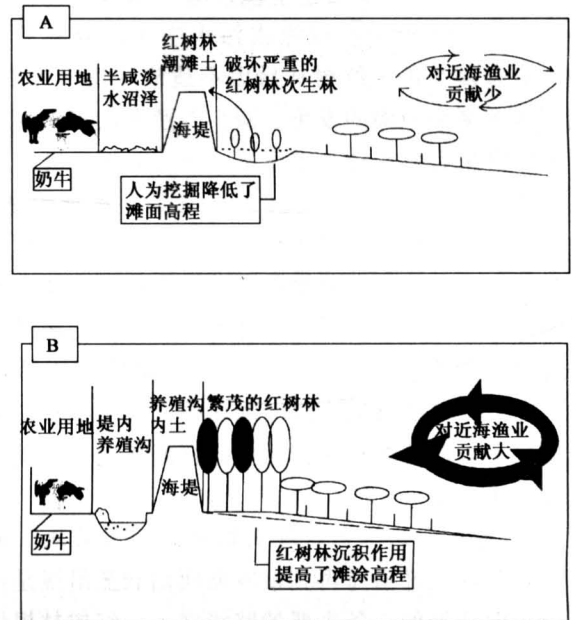 A
农业用地
半咸淡
水沼泽
红树林
潮滩土
破坏严重的
红树林次生林
对近海渔业
贡献少
海堤
奶牛
人为挖掘降低了
滩面高程
B
农业用地
堤内
养殖沟
养殖沟
内土
繁茂的红树林
对近海渔业
贡献大
海堤
奶牛
红树林沉积作用
提高了滩涂高程